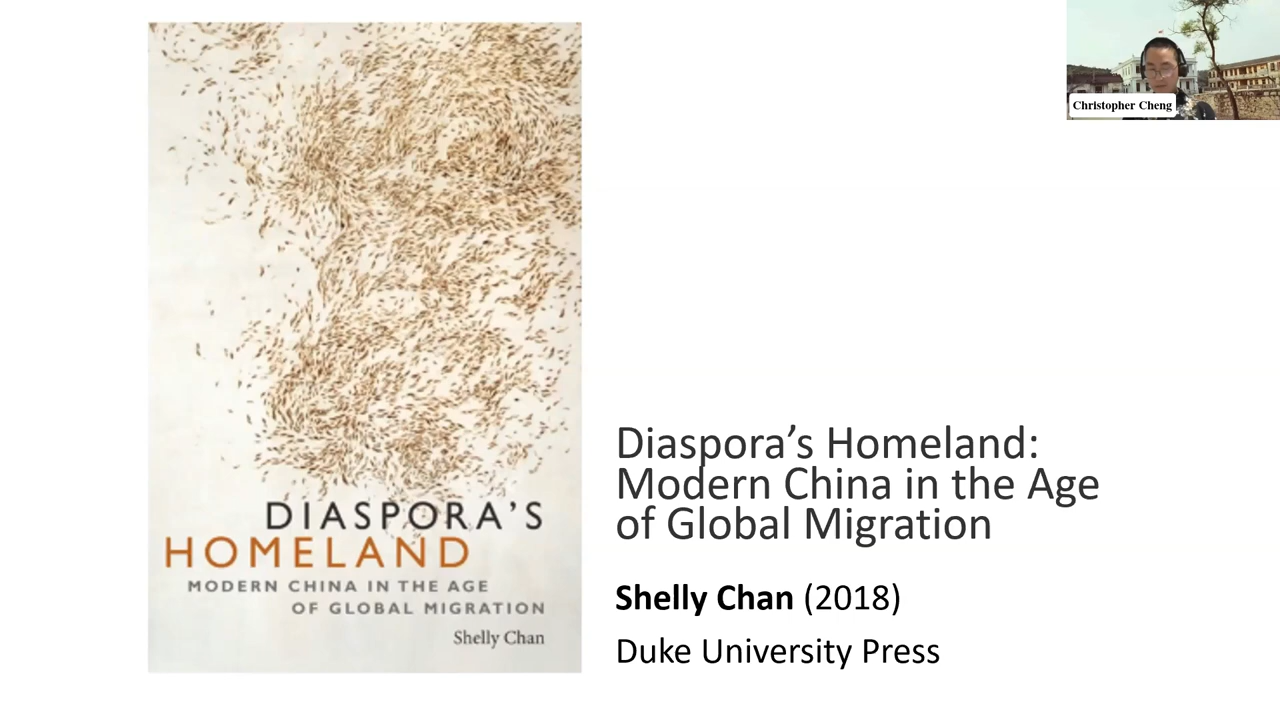 DIASPORA'S
HOMELAND
MODERN CHINA IN THE AGE
OF GLOBAL MIGRATION
Shelly Chan
Diaspora’s Homeland:
Modern China in the Age
of Global Migration
Shelly Chan (2018)
Duke University Press
Christopher Cheng